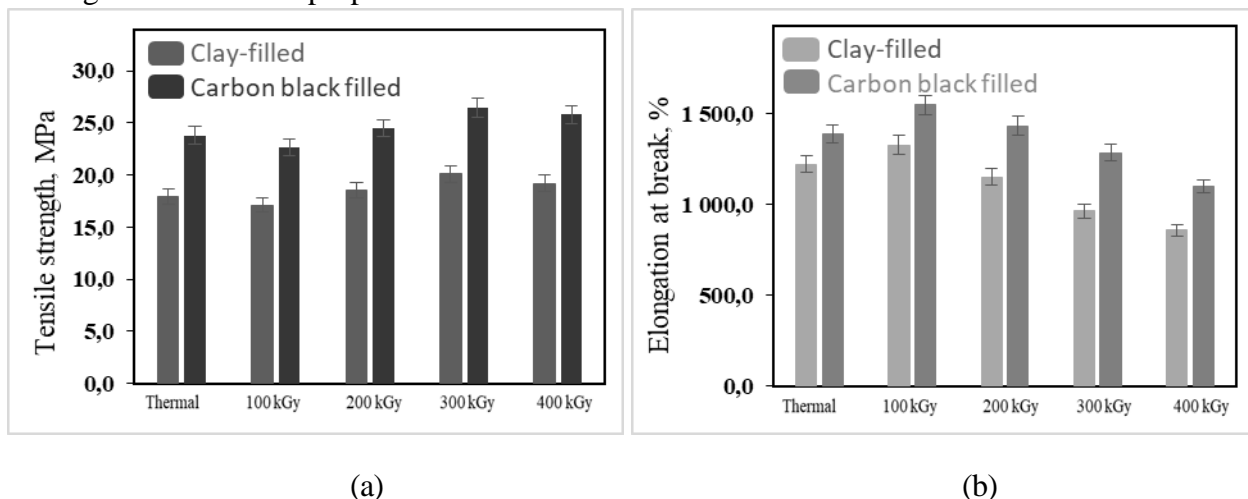 Clay-filled
Carbon black filled
Tensile strength, MPa
30,0
25,0
20,0
15,0
10,0
5,0
0,0
Thermal 100 kGy 200 kGy 300 kGy 400 kGy
(a)
Clay-filled
Carbon black filled
Elongation at break, %
1 500,0
1 000,0
500,0
0,0
Thermal 100 kGy 200 kGy 300 kGy 400 kGy
(b)